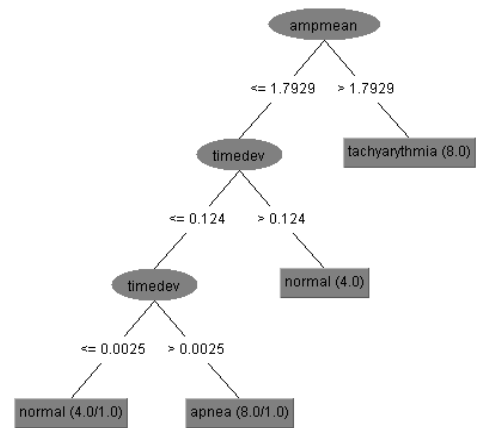 ampmean
<= 1.7929 > 1.7929
timedev tachyarythmia (8.0)
<= 0.124 > 0.124
timedev normal (4.0)
<= 0.0025 > 0.0025
normal (4.0/1.0) apnea (8.0/1.0)